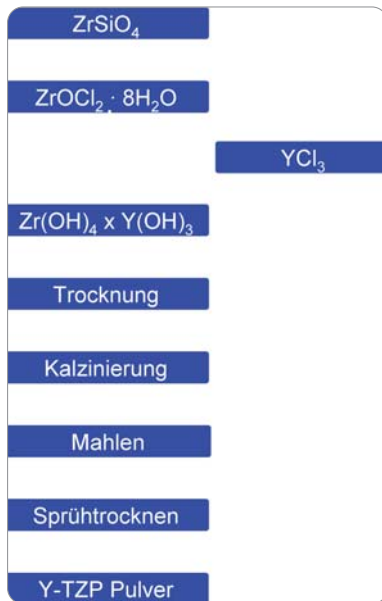 ZrSiO₄
ZrOCl₂ · 8H₂O
YCl₃
Zr(OH)₄ x Y(OH)₃
Trocknung
Kalzinierung
Mahlen
Sprühtrocknen
Y-TZP Pulver